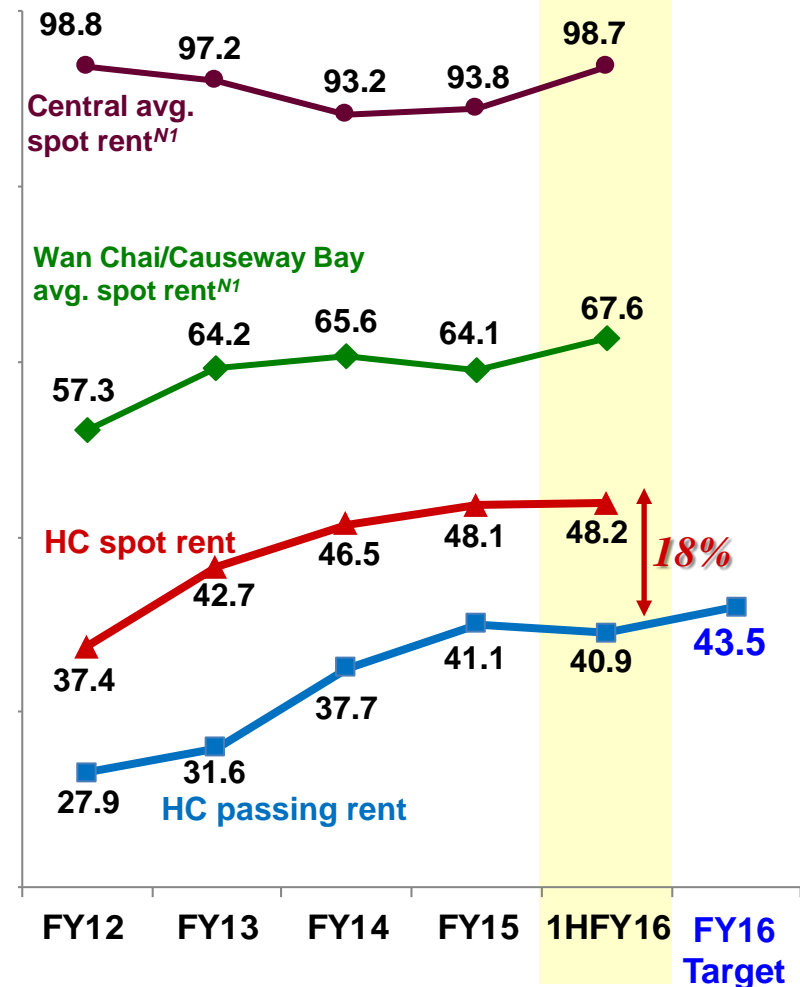 98.8
97.2
93.2
93.8
98.7
Central avg.
spot rentN1
Wan Chai/Causeway Bay
avg. spot rentN1
57.3
64.2
65.6
64.1
67.6
HC spot rent
37.4
42.7
46.5
48.1
48.2
18%
27.9
31.6
37.7
41.1
40.9
43.5
HC passing rent
FY12
FY13
FY14
FY15
1HFY16
FY16
Target